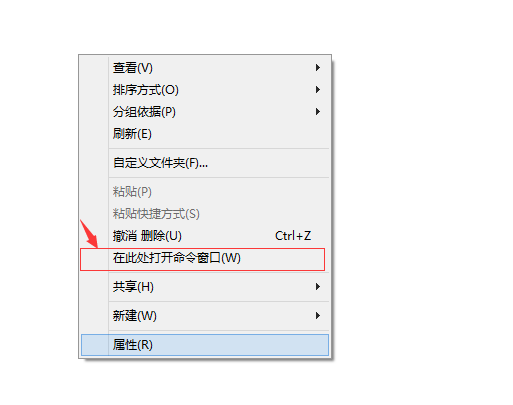 查看(V)
排序方式(O)
分组依据(P)
刷新(E)
自定义文件夹(F)...
粘贴(P)
粘贴快捷方式(S)
撤消 删除(U) Ctrl+Z
在此处打开命令窗口(W)
共享(H)
新建(W)
属性(R)